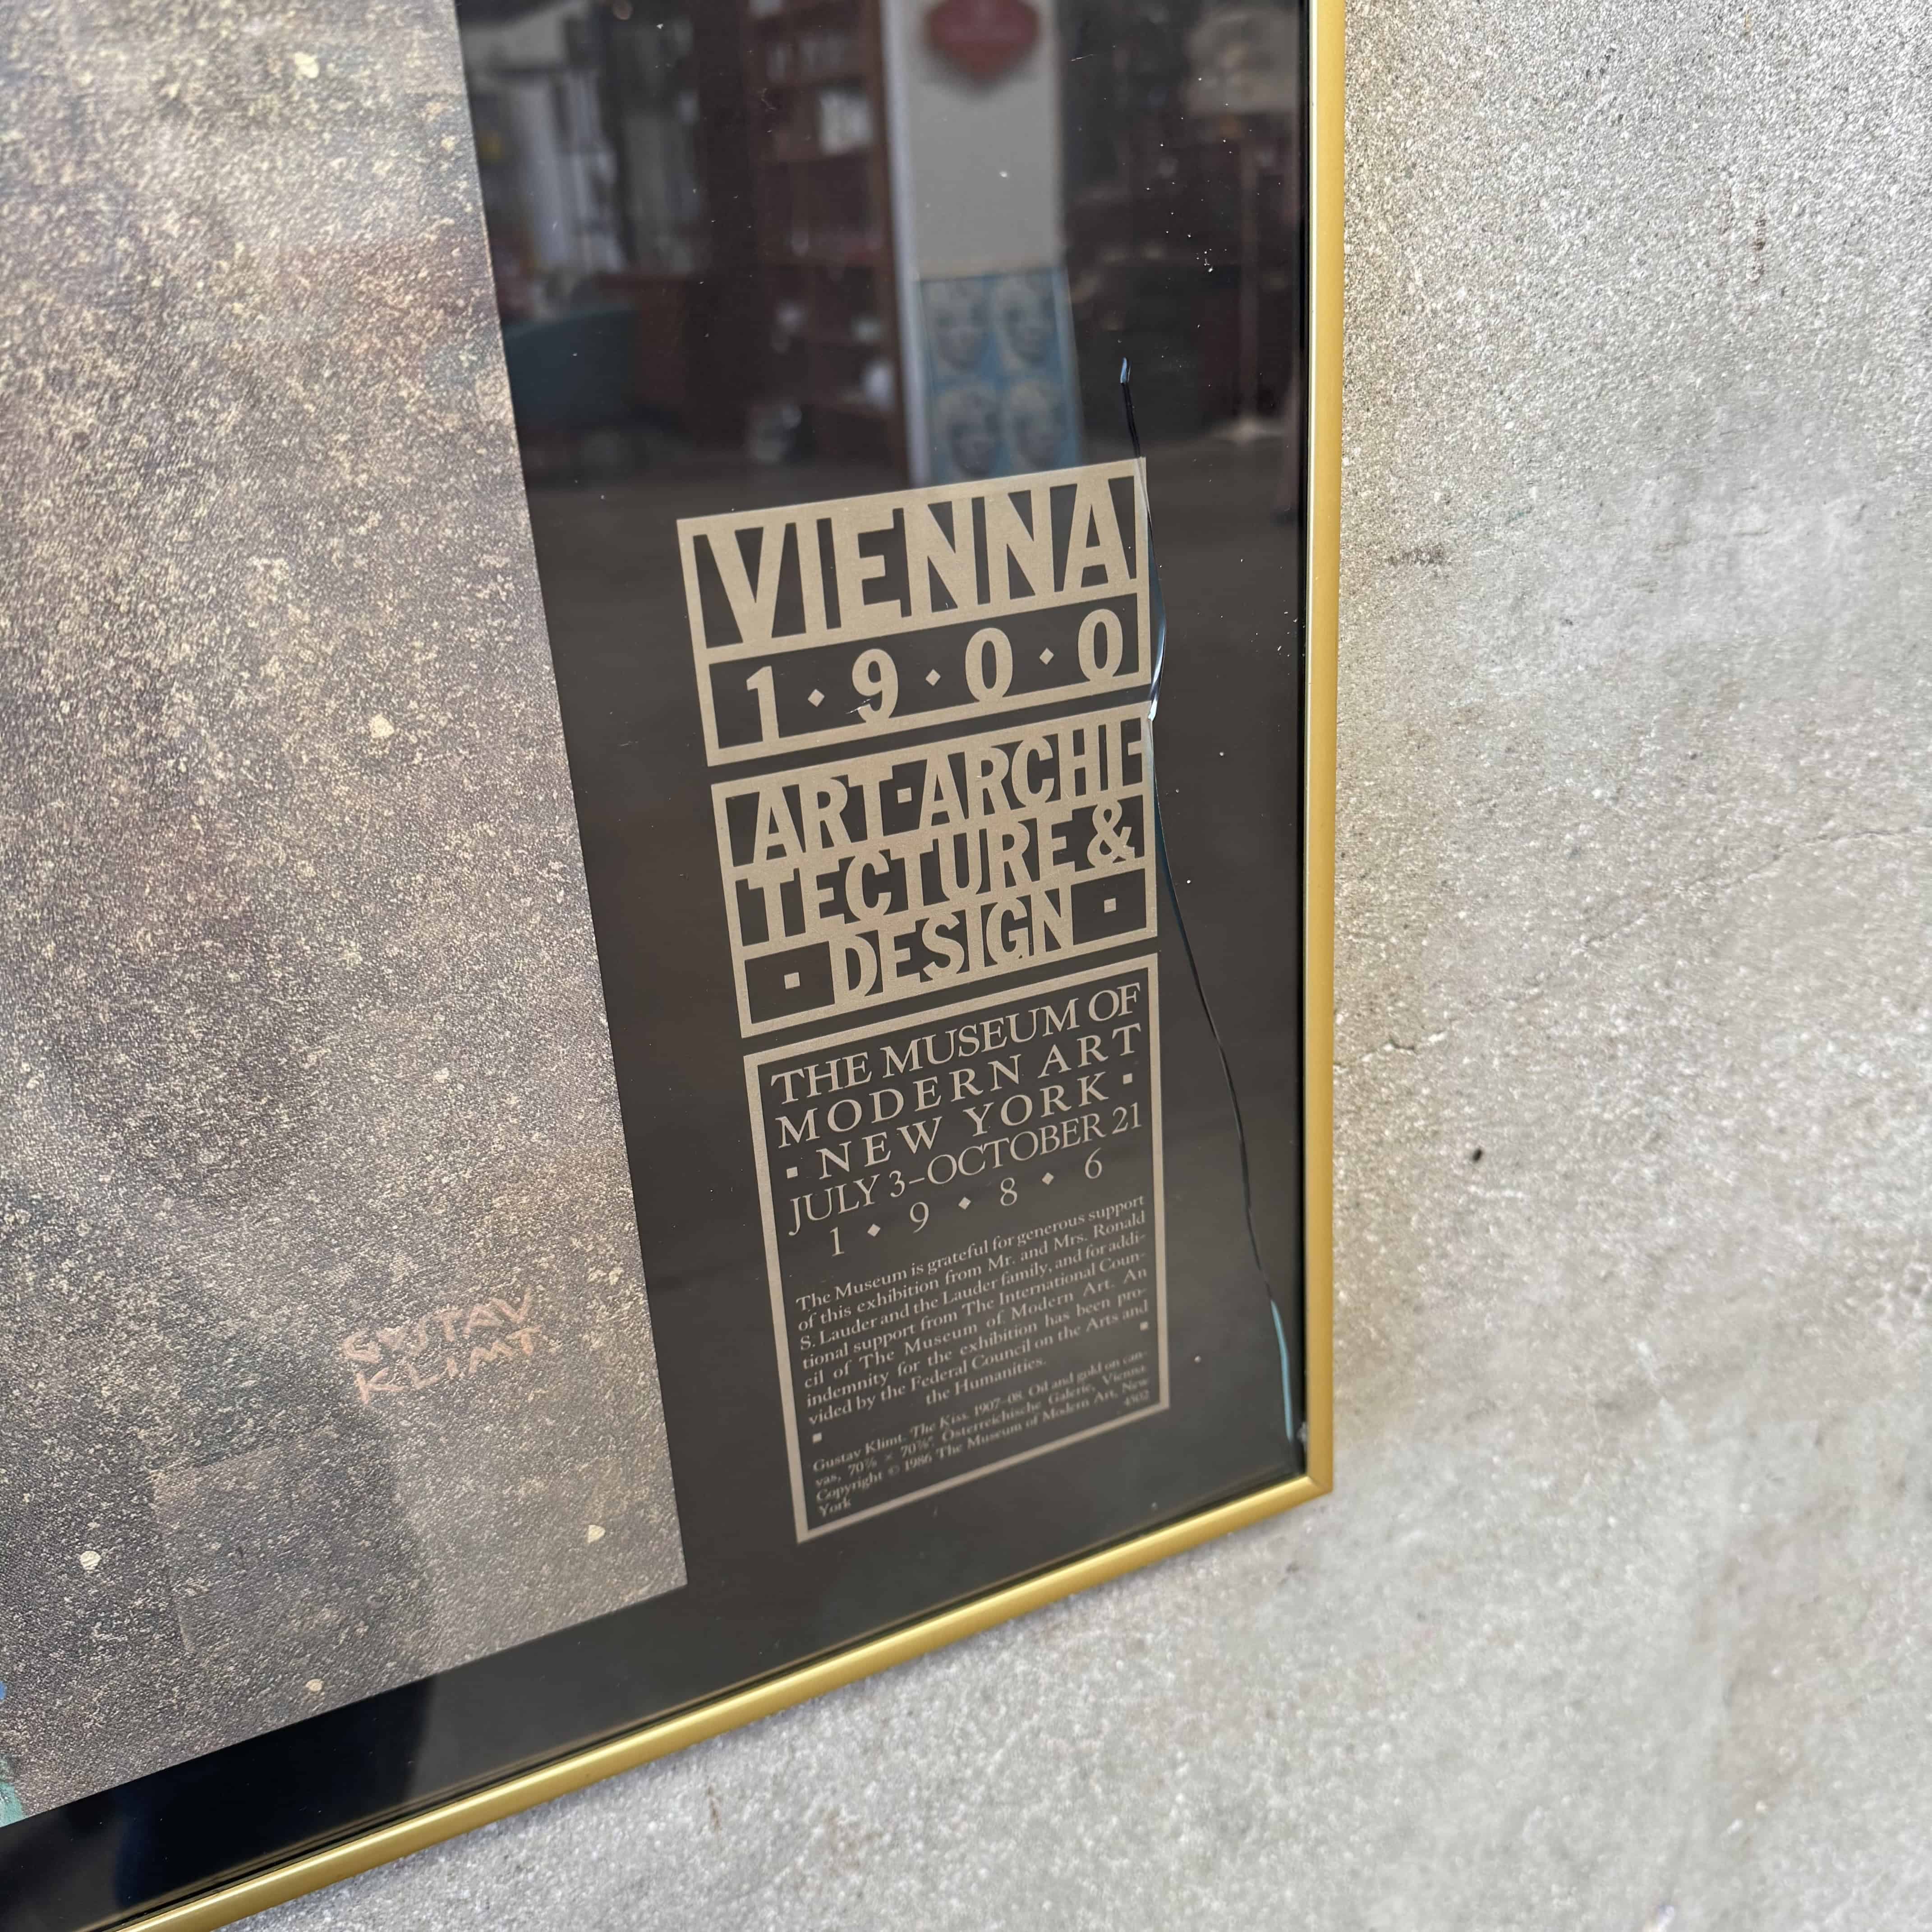 VIENNA
1·9·0·0
ART·ARCHI-
TECTURE &
· DESIGN ·
THE MUSEUM OF
MODERN ART
· NEW YORK ·
JULY 3–OCTOBER 21
1 · 9 · 8 · 6
The Museum is grateful for generous support
of this exhibition from Mr. and Mrs. Ronald
S. Lauder and the Lauder family, and for addi-
tional support from The International Coun-
cil of The Museum of Modern Art. An
indemnity for the exhibition has been pro-
vided by the Federal Council on the Arts and
the Humanities.
Gustav Klimt. The Kiss. 1907–08. Oil and gold on can-
vas, 70⅞ × 70⅞". Österreichische Galerie, Vienna
Copyright © 1986 The Museum of Modern Art, New
York
GUSTAV
KLIMT